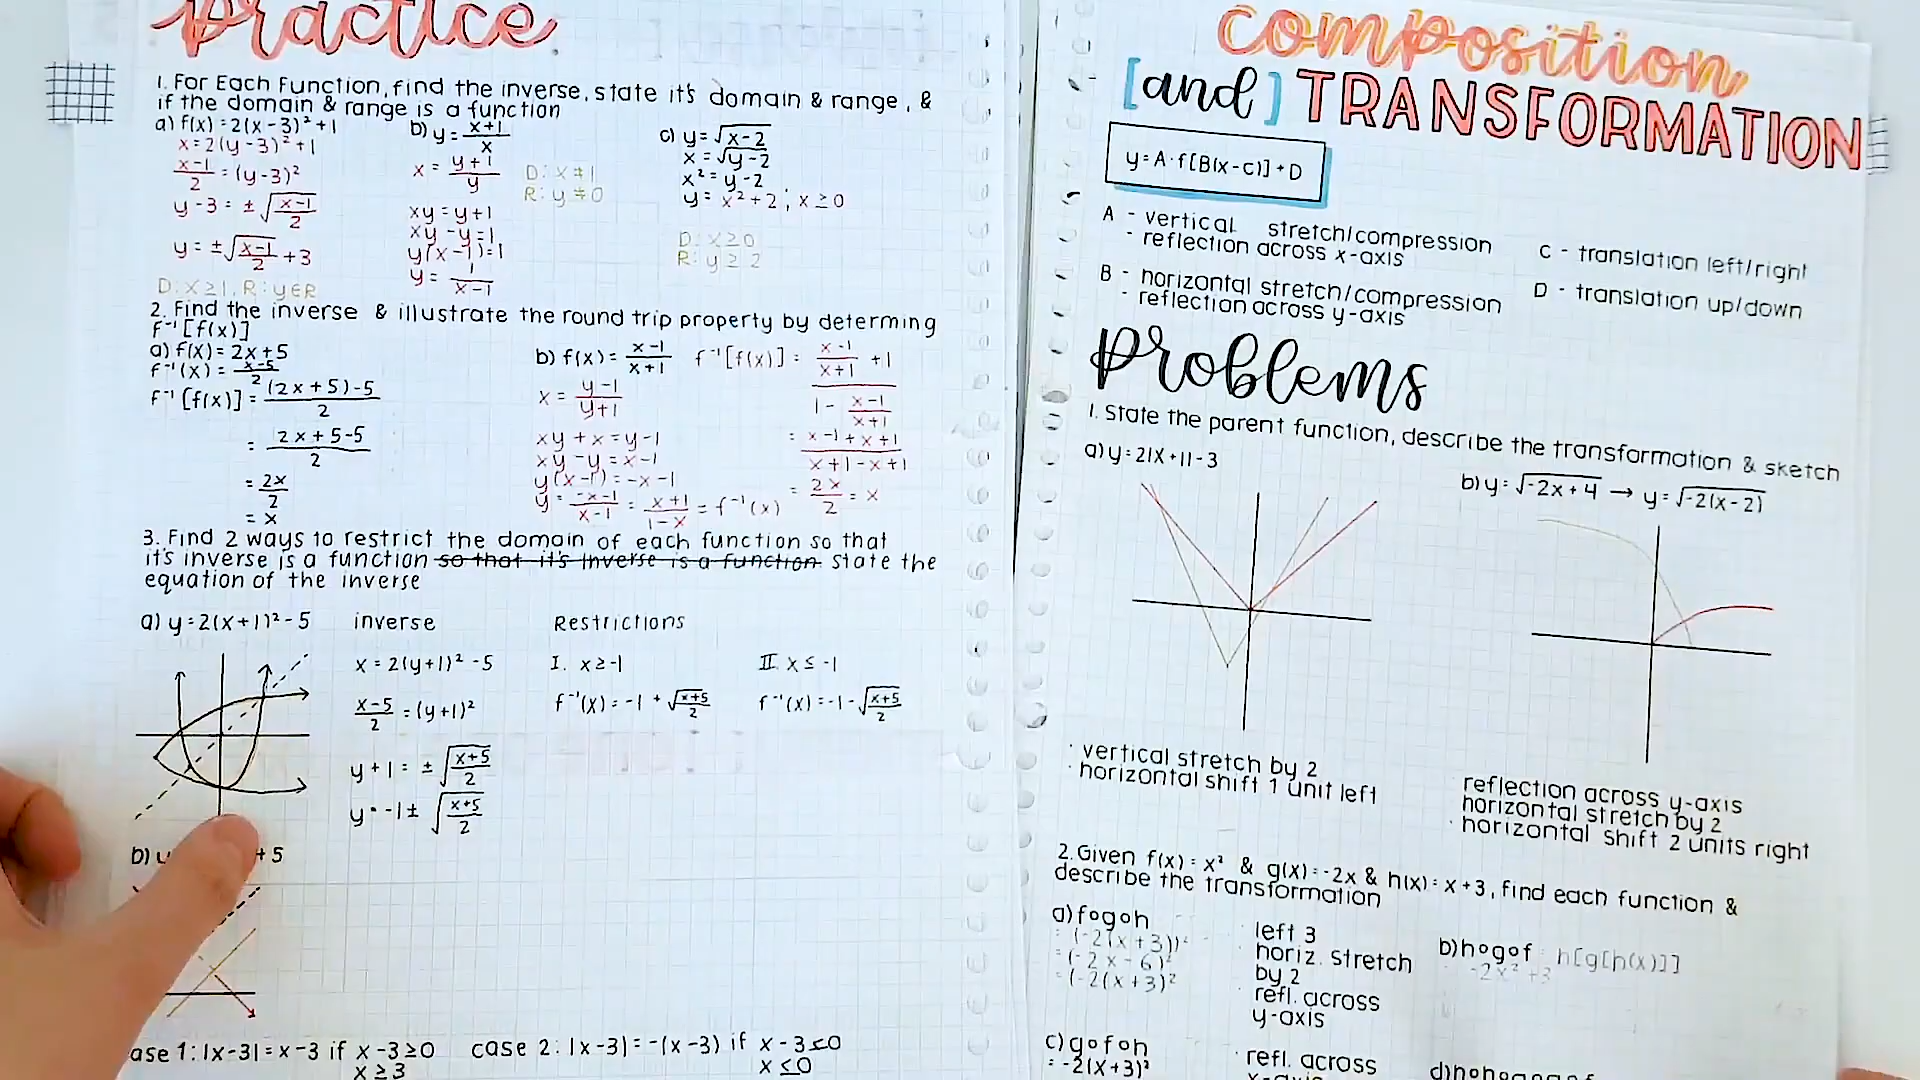 practice
1. For Each Function, find the inverse, state it's domain & range, &
if the domain & range is a function
a) f(x) = 2(x - 3)² + 1
x = 2(y - 3)² + 1
x-1/2 = (y-3)²
y - 3 = ± √x-1/2
y = ± √x-1/2 + 3
D: x ≥ 1, R: y∈R
b) y = x+1/x
x = y+1/y
D: x ≠ 1
R: y ≠ 0
xy = y+1
xy - y = 1
y(x-1) = 1
y = 1/x-1
c) y = √x-2
x = √y-2
x² = y-2
y = x² + 2 ; x ≥ 0
D: x ≥ 0
R: y ≥ 2
2. Find the inverse & illustrate the round trip property by determing
f⁻¹[f(x)]
a) f(x) = 2x+5
f⁻¹(x) = x-5/2
f⁻¹[f(x)] = (2x+5)-5/2
= 2x+5-5/2
= 2x/2
= x
b) f(x) = x-1/x+1
x = y-1/y+1
xy + x = y-1
xy - y = x-1
y(x-1) = -x-1
y = -x-1/x-1 = x+1/1-x = f⁻¹(x)
f⁻¹[f(x)] = x-1/x+1 + 1
1 - x-1/x+1
= x-1+x+1/x+1-x+1
= 2x/2 = x
3. Find 2 ways to restrict the domain of each function so that
it's inverse is a function so that it's inverse is a function state the
equation of the inverse
a) y = 2(x+1)² - 5
inverse
x = 2(y+1)² - 5
x-5/2 = (y+1)²
y + 1 = ± √x+5/2
y = -1 ± √x+5/2
Restrictions
I. x ≥ -1
f⁻¹(x) = -1 + √x+5/2
II. x ≤ -1
f⁻¹(x) = -1 - √x+5/2
b) + 5
ase 1: |x-3| = x-3 if x-3 ≥ 0
x ≥ 3
case 2: |x-3| = -(x-3) if x-3 ≤ 0
x ≤ 0
composition
[and] TRANSFORMATION
y = A · f [B(x-c)] + D
A - vertical stretch/compression
- reflection across x-axis
B - horizontal stretch/compression
- reflection across y-axis
C - translation left/right
D - translation up/down
problems
1. State the parent function, describe the transformation & sketch
a) y = 2|x+1| - 3
b) y = √-2x+4 → y = √-2(x-2)
· vertical stretch by 2
· horizontal shift 1 unit left
reflection across y-axis
horizontal stretch by 2
· horizontal shift 2 units right
2. Given f(x) = x² & g(x) = -2x & h(x) = x+3, find each function &
describe the transformation
a) fogoh
= (-2(x+3))²
= (-2x-6)²
= (-2(x+3)²
· left 3
horiz. stretch
by 2
refl. across
y-axis
b) hogof = h[g[h(x)]]
-2x² + 3
c) gofoh
= -2(x+3)²
· refl. across